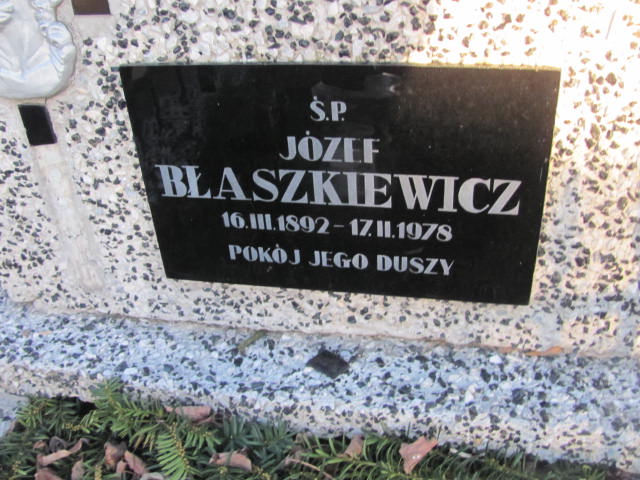 Ś.P.
JÓZEF
BŁASZKIEWICZ
16.III.1892-17.II.1978
POKÓJ JEGO DUSZY